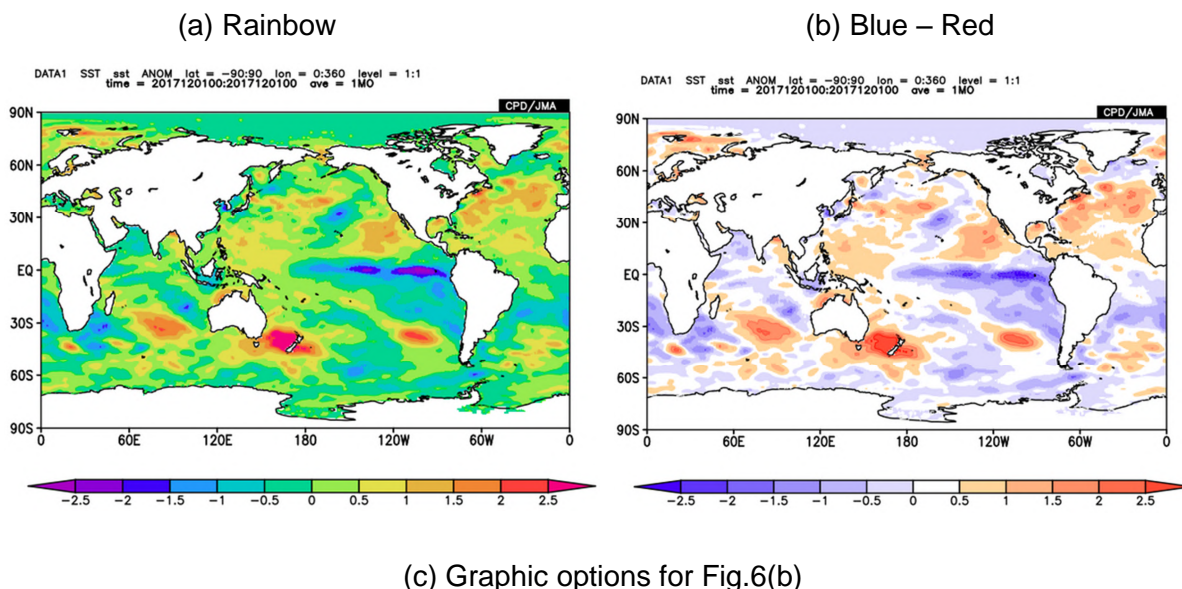 (a) Rainbow
(b) Blue – Red
DATA1 SST sst ANOM lat = -90:90 lon = 0:360 level = 1:1
time = 2017120100:2017120100 ave = 1MO
CPD/JMA
90N
60N
30N
EQ
30S
60S
90S
0 60E 120E 180 120W 60W 0
-2.5 -2 -1.5 -1 -0.5 0 0.5 1 1.5 2 2.5
DATA1 SST sst ANOM lat = -90:90 lon = 0:360 level = 1:1
time = 2017120100:2017120100 ave = 1MO
CPD/JMA
90N
60N
30N
EQ
30S
60S
90S
0 60E 120E 180 120W 60W 0
-2.5 -2 -1.5 -1 -0.5 0 0.5 1 1.5 2 2.5
(c) Graphic options for Fig.6(b)